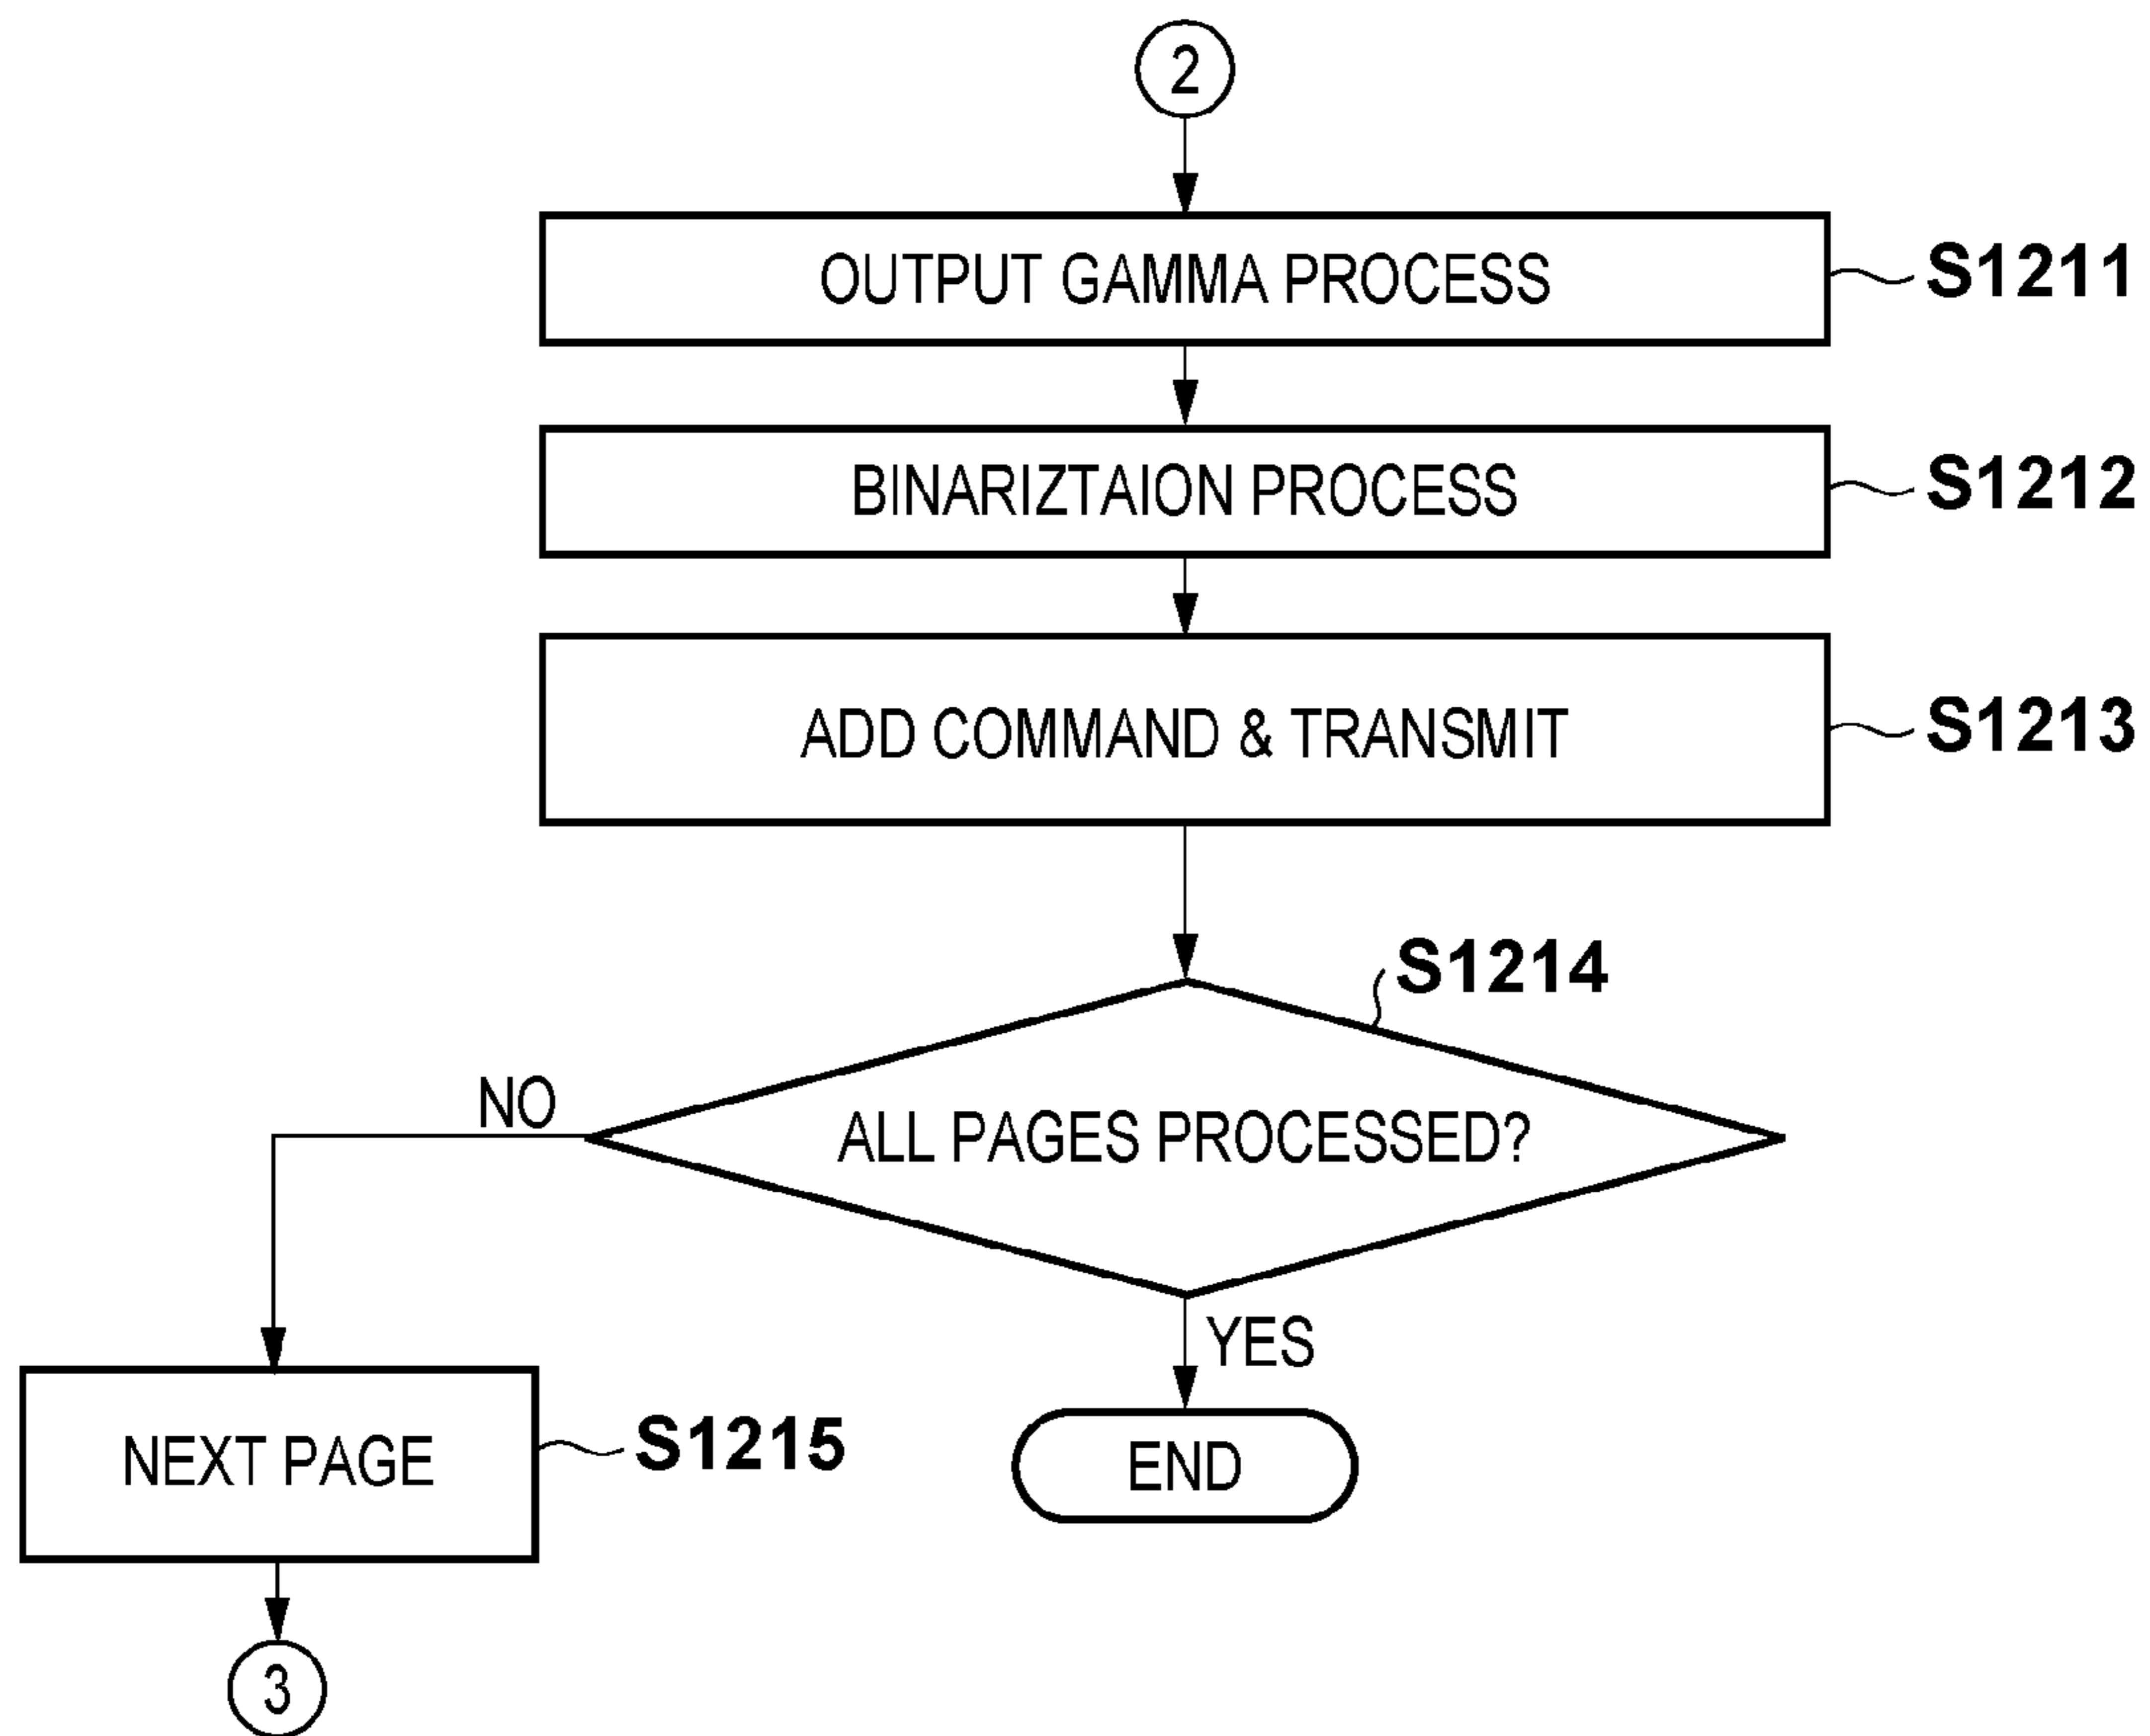 2
OUTPUT GAMMA PROCESS
S1211
BINARIZTAION PROCESS
S1212
ADD COMMAND & TRANSMIT
S1213
S1214
NO
ALL PAGES PROCESSED?
YES
NEXT PAGE
S1215
END
3